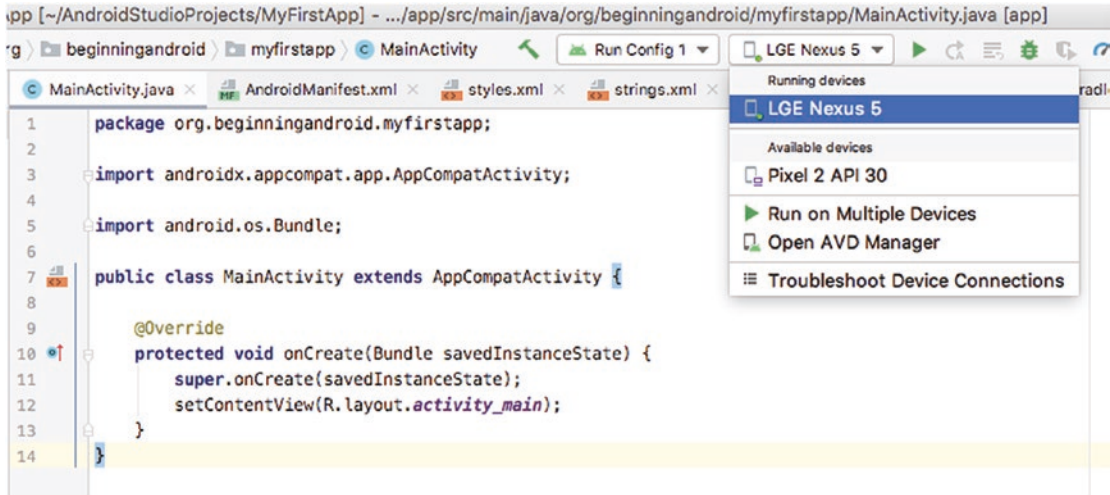 pp [~/AndroidStudioProjects/MyFirstApp] - .../app/src/main/java/org/beginningandroid/myfirstapp/MainActivity.java [app]
rg beginningandroid myfirstapp C MainActivity Run Config 1 LGE Nexus 5
C MainActivity.java × MF AndroidManifest.xml × styles.xml × strings.xml ×
Running devices
LGE Nexus 5
Available devices
Pixel 2 API 30
Run on Multiple Devices
Open AVD Manager
Troubleshoot Device Connections
1 package org.beginningandroid.myfirstapp;
2
3 import androidx.appcompat.app.AppCompatActivity;
4
5 import android.os.Bundle;
6
7 public class MainActivity extends AppCompatActivity {
8
9 @Override
10 protected void onCreate(Bundle savedInstanceState) {
11 super.onCreate(savedInstanceState);
12 setContentView(R.layout.activity_main);
13 }
14 }